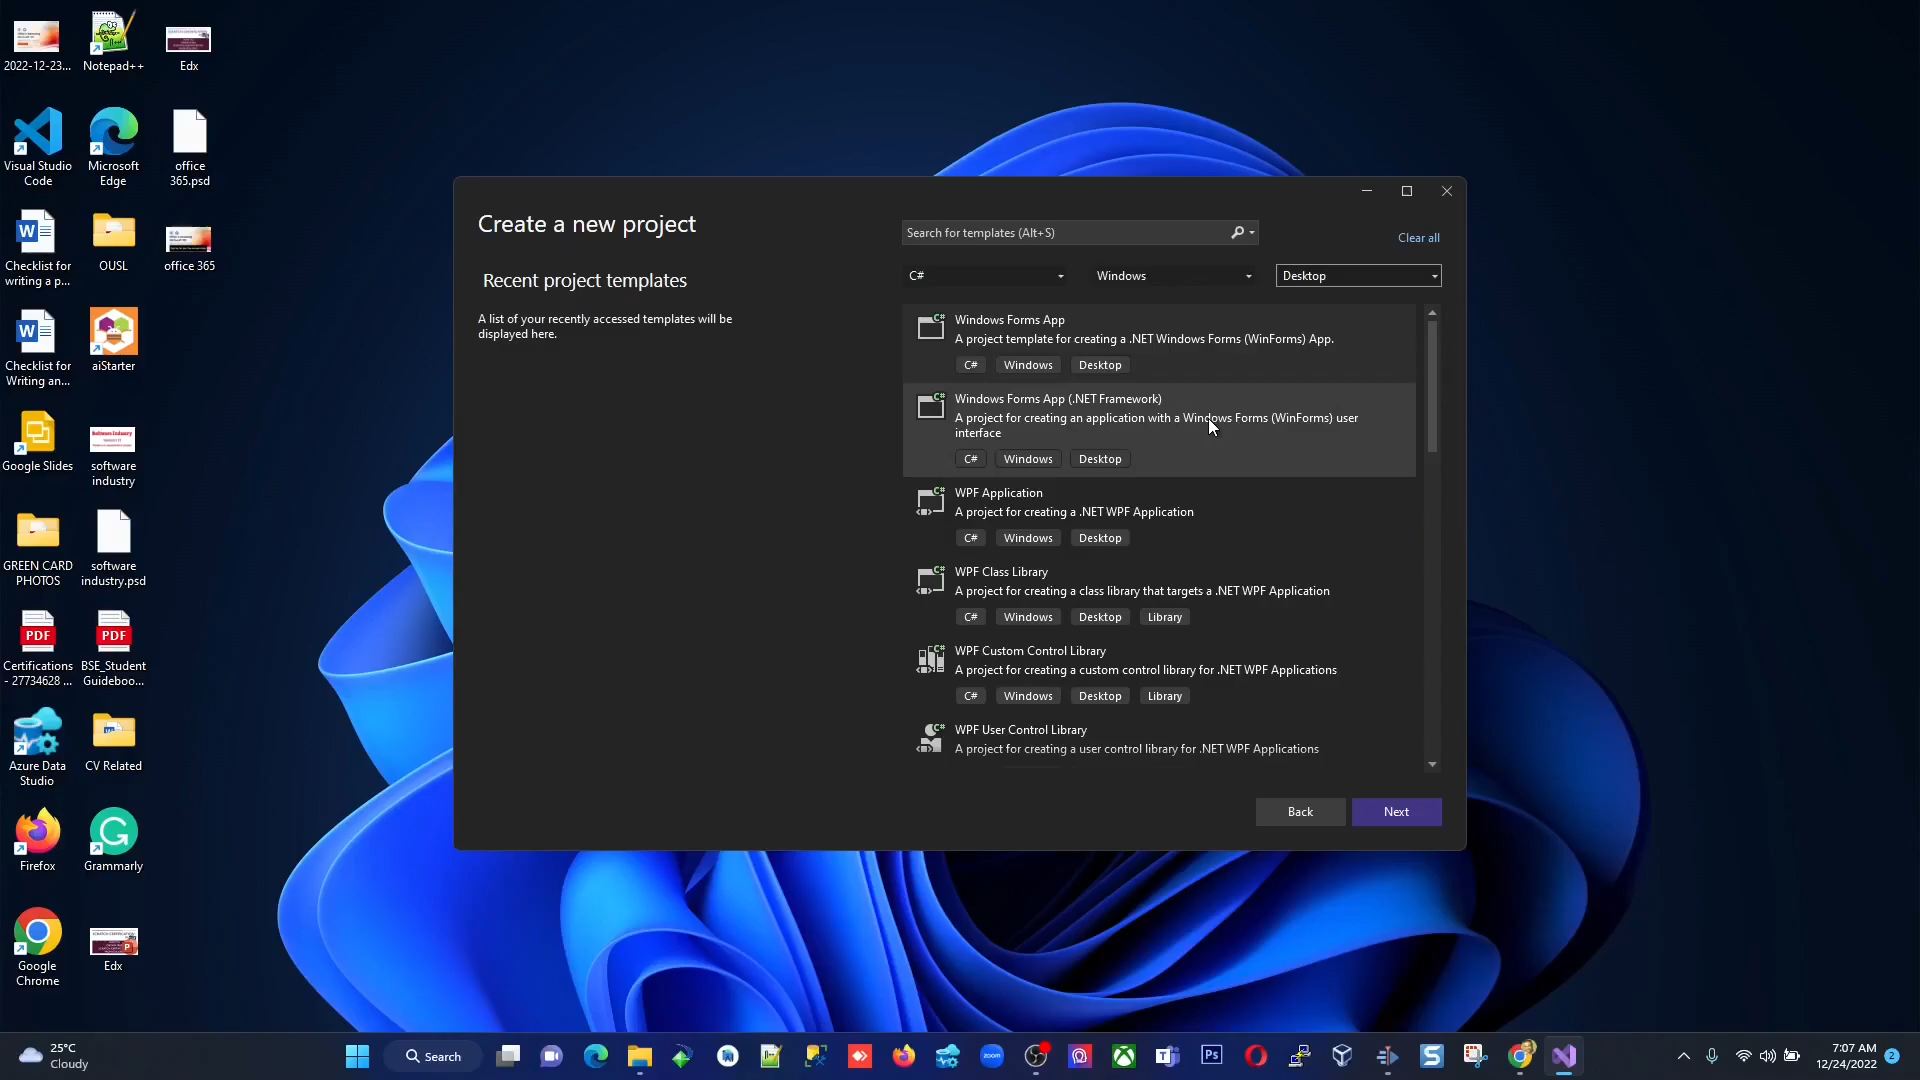 2022-12-23...
Notepad++
Edx
Visual Studio
Code
Microsoft
Edge
office
365.psd
Checklist for
writing a p...
OUSL
office 365
Checklist for
Writing an...
aiStarter
Google Slides
software
industry
GREEN CARD
PHOTOS
software
industry.psd
PDF
PDF
Certifications
- 27734628 ...
BSE_Student
Guideboo...
Azure Data
Studio
CV Related
Firefox
Grammarly
Google
Chrome
Edx
Create a new project
Search for templates (Alt+S)
Clear all
Recent project templates
A list of your recently accessed templates will be
displayed here.
C#
Windows
Desktop
Windows Forms App
A project template for creating a .NET Windows Forms (WinForms) App.
C# Windows Desktop
Windows Forms App (.NET Framework)
A project for creating an application with a Windows Forms (WinForms) user
interface
C# Windows Desktop
WPF Application
A project for creating a .NET WPF Application
C# Windows Desktop
WPF Class Library
A project for creating a class library that targets a .NET WPF Application
C# Windows Desktop Library
WPF Custom Control Library
A project for creating a custom control library for .NET WPF Applications
C# Windows Desktop Library
WPF User Control Library
A project for creating a user control library for .NET WPF Applications
Back
Next
25°C
Cloudy
Search
zoom
Ps
7:07 AM
12/24/2022
2